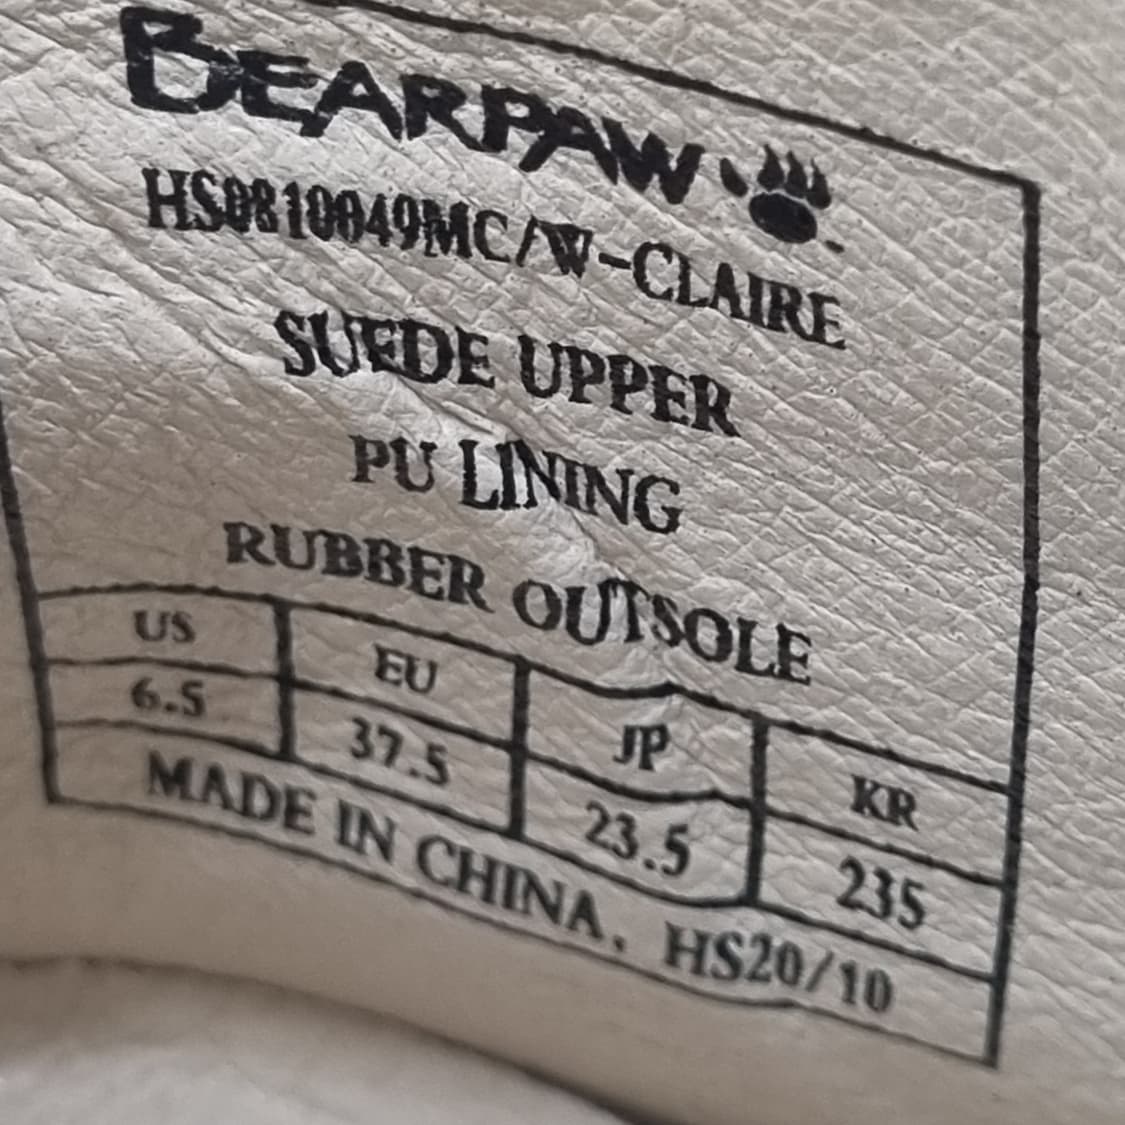 BEARPAW
HS0810049MC/W-CLAIRE
SUEDE UPPER
PU LINING
RUBBER OUTSOLE
US EU JP KR
6.5 37.5 23.5 235
MADE IN CHINA. HS20/10